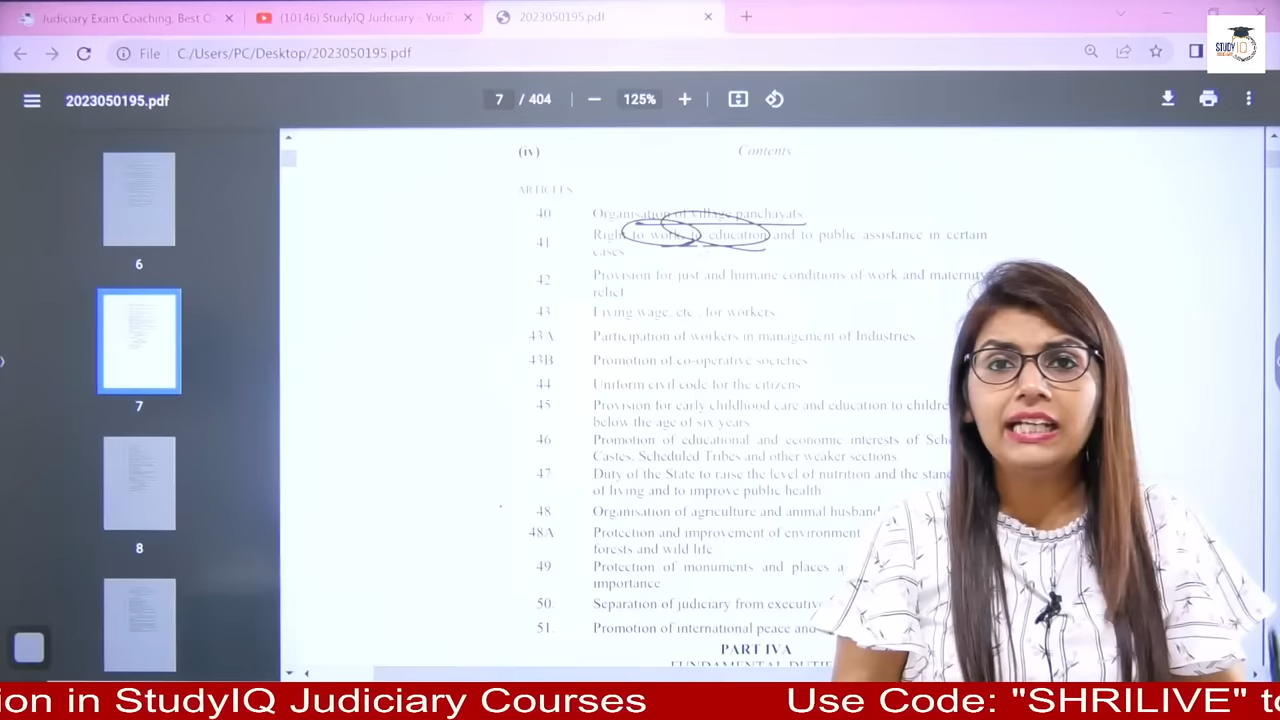 Judiciary Exam Coaching, Best O
(10146) StudyIQ Judiciary - YouT
2023050195.pdf
File
C:/Users/PC/Desktop/2023050195.pdf
STUDY IQ
2023050195.pdf
7 / 404
125%
6
7
8
(iv)
Contents
ARTICLES
40 Organisation of village panchayats
41 Right to work, to education and to public assistance in certain
cases
42 Provision for just and humane conditions of work and maternity
relief
43 Living wage, etc., for workers
43A Participation of workers in management of Industries
43B Promotion of co-operative societies
44 Uniform civil code for the citizens
45 Provision for early childhood care and education to childre
below the age of six years
46 Promotion of educational and economic interests of Sche
Castes, Scheduled Tribes and other weaker sections.
47 Duty of the State to raise the level of nutrition and the stand
of living and to improve public health
48 Organisation of agriculture and animal husband
48A Protection and improvement of environment
forests and wild life
49 Protection of monuments and places a
importance
50. Separation of judiciary from executive
51. Promotion of international peace and
PART IVA
FUNDAMENTAL DUTIE
ion in StudyIQ Judiciary Courses
Use Code: "SHRILIVE" to